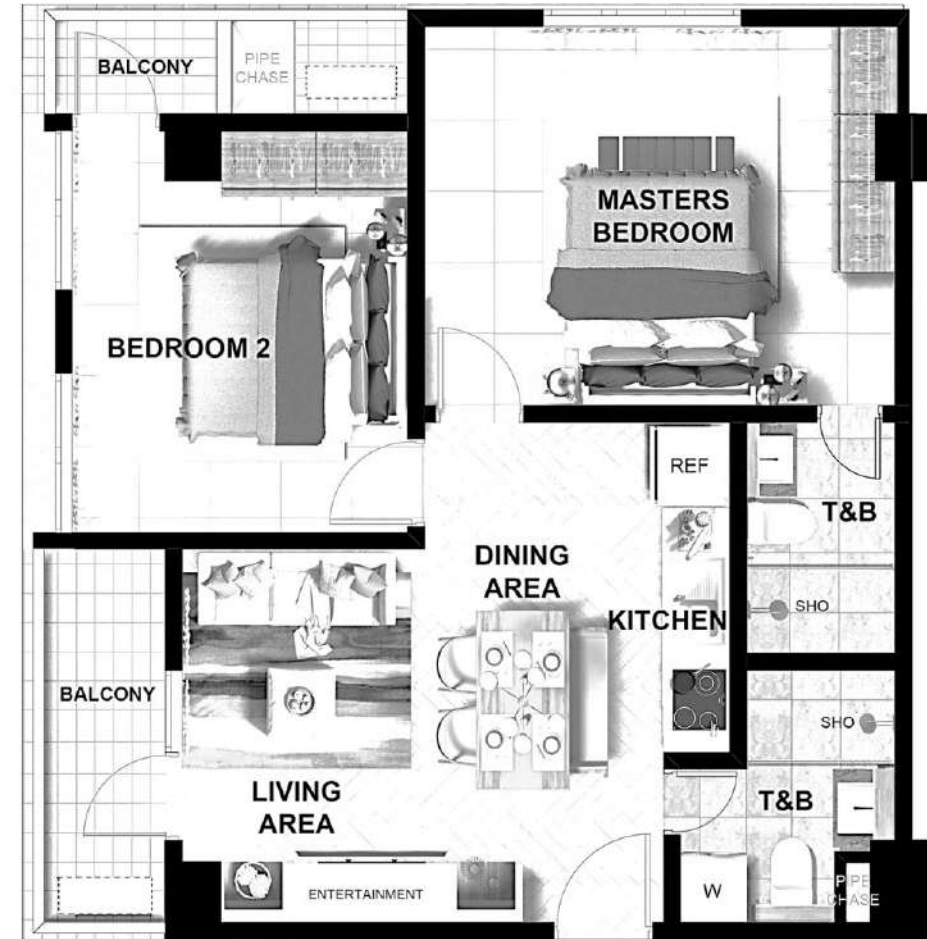 BALCONY
PIPE
CHASE
MASTERS
BEDROOM
BEDROOM 2
REF
T&B
DINING
AREA
SHO
KITCHEN
BALCONY
SHO
LIVING
AREA
T&B
ENTERTAINMENT
W
PIPE
CHASE